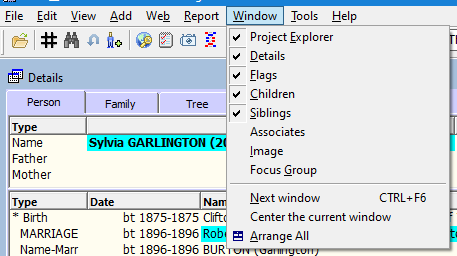 File Edit View Add Web Report Window Tools Help
Project Explorer
Details
Flags
Children
Siblings
Associates
Image
Focus Group
Next window CTRL+F6
Center the current window
Arrange All
Details
Person Family Tree
Type
Name Sylvia GARLINGTON (20
Father
Mother
Type Date
* Birth bt 1875-1875 Clift
MARRIAGE bt 1896-1896 Rob
Name-Marr bt 1896-1896 BURTON (Garlington)